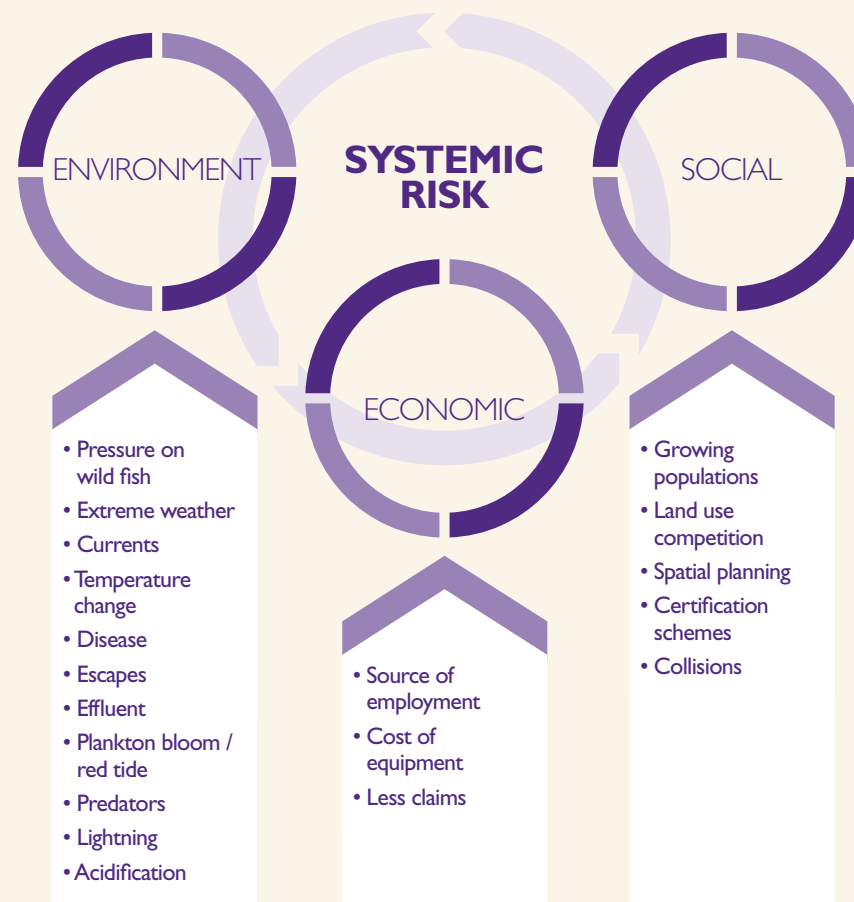 ENVIRONMENT
SYSTEMIC
RISK
SOCIAL
ECONOMIC
• Pressure on
wild fish
• Extreme weather
• Currents
• Temperature
change
• Disease
• Escapes
• Effluent
• Plankton bloom /
red tide
• Predators
• Lightning
• Acidification
• Source of
employment
• Cost of
equipment
• Less claims
• Growing
populations
• Land use
competition
• Spatial planning
• Certification
schemes
• Collisions